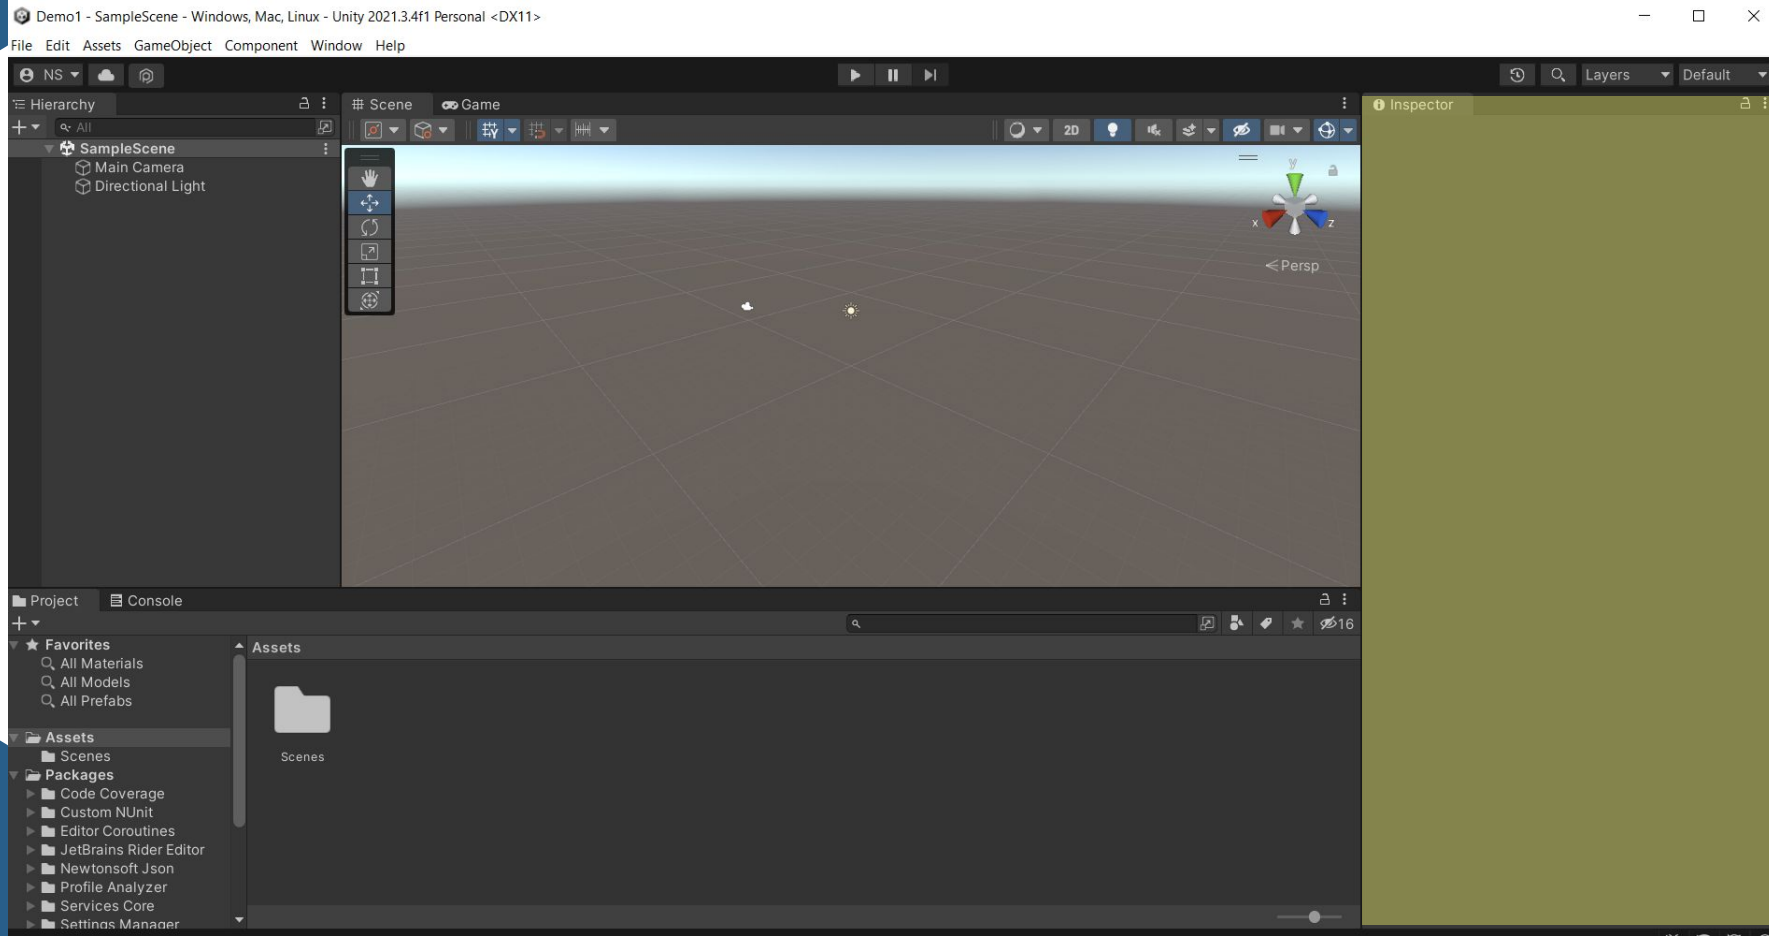 Demo1 - SampleScene - Windows, Mac, Linux - Unity 2021.3.4f1 Personal <DX11>
File Edit Assets GameObject Component Window Help
NS
Layers
Default
Hierarchy
Scene
Game
Inspector
All
2D
SampleScene
Main Camera
Directional Light
y
x
z
Persp
Project
Console
16
Favorites
All Materials
All Models
All Prefabs
Assets
Scenes
Packages
Code Coverage
Custom NUnit
Editor Coroutines
JetBrains Rider Editor
Newtonsoft Json
Profile Analyzer
Services Core
Settings Manager
Assets
Scenes